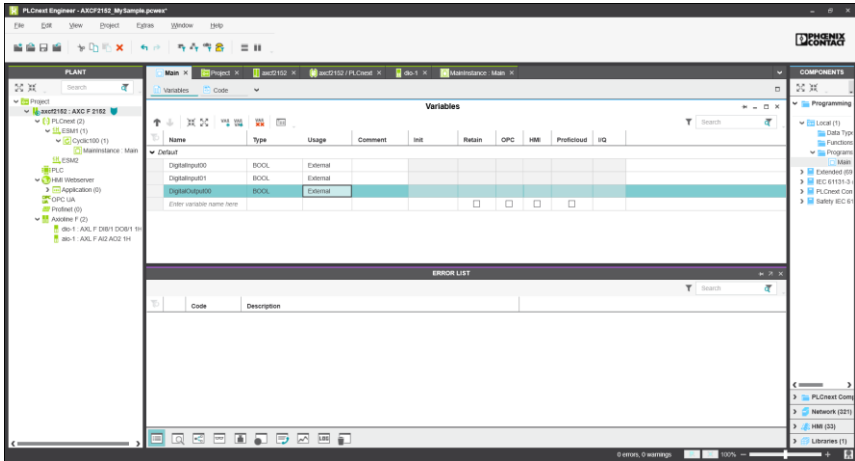 PLCnext Engineer - AXCF2152_MySample.pcwex*
File Edit View Project Extras Window Help
PHŒNIX
CONTACT
PLANT
Search
Project
axcf2152 : AXC F 2152
PLCnext (2)
ESM1 (1)
Cyclic100 (1)
MainInstance : Main
ESM2
PLC
HMI Webserver
Application (0)
OPC UA
Profinet (0)
Axioline F (2)
dio-1 : AXL F DI8/1 DO8/1 1H
aio-1 : AXL F AI2 AO2 1H
Main × Project × axcf2152 × axcf2152 / PLCnext × dio-1 × MainInstance : Main ×
Variables Code
Variables
Search
Name Type Usage Comment Init Retain OPC HMI Proficloud I/Q
Default
DigitalInput00 BOOL External
DigitalInput01 BOOL External
DigitalOutput00 BOOL External
Enter variable name here
ERROR LIST
Search
Code Description
COMPONENTS
Programming
Local (1)
Data Type
Functions
Programs
Main
Extended (69
IEC 61131-3
PLCnext Con
Safety IEC 61
PLCnext Comp
Network (221)
HMI (33)
Libraries (1)
0 errors, 0 warnings 100% − +